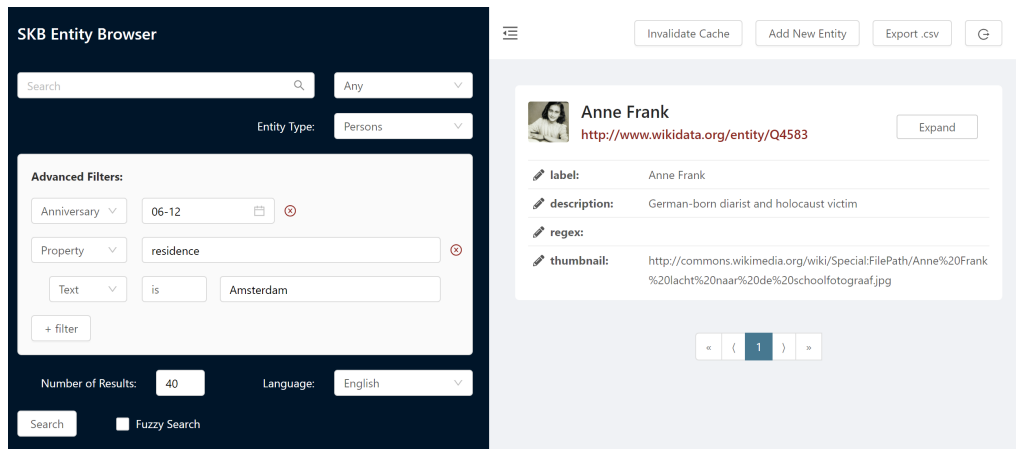 SKB Entity Browser
Search
Any
Entity Type:
Persons
Advanced Filters:
Anniversary
06-12
Property
residence
Text
is
Amsterdam
+ filter
Number of Results:
40
Language:
English
Search
Fuzzy Search
Invalidate Cache
Add New Entity
Export .csv
Anne Frank
http://www.wikidata.org/entity/Q4583
Expand
label:
Anne Frank
description:
German-born diarist and holocaust victim
regex:
thumbnail:
http://commons.wikimedia.org/wiki/Special:FilePath/Anne%20Frank
%20lacht%20naar%20de%20schoolfotograaf.jpg
« ⟨ 1 ⟩ »